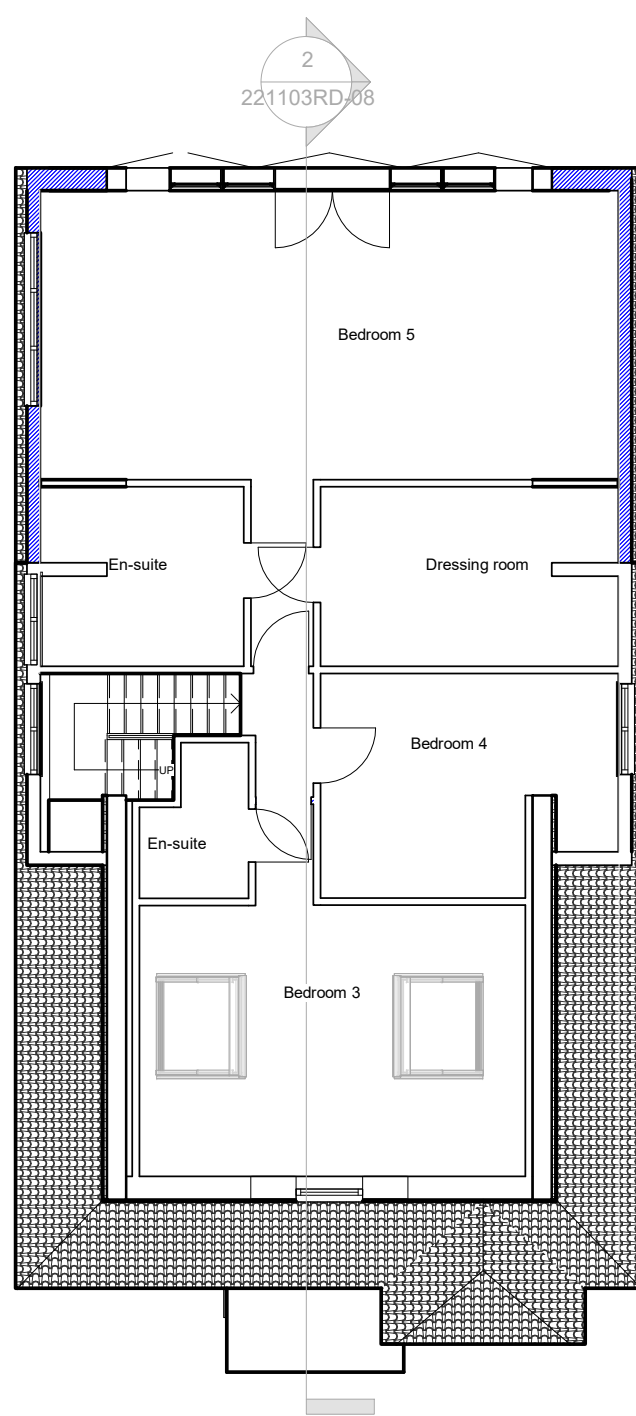 2
221103RD-08
Bedroom 5
En-suite
Dressing room
Bedroom 4
UP
En-suite
Bedroom 3